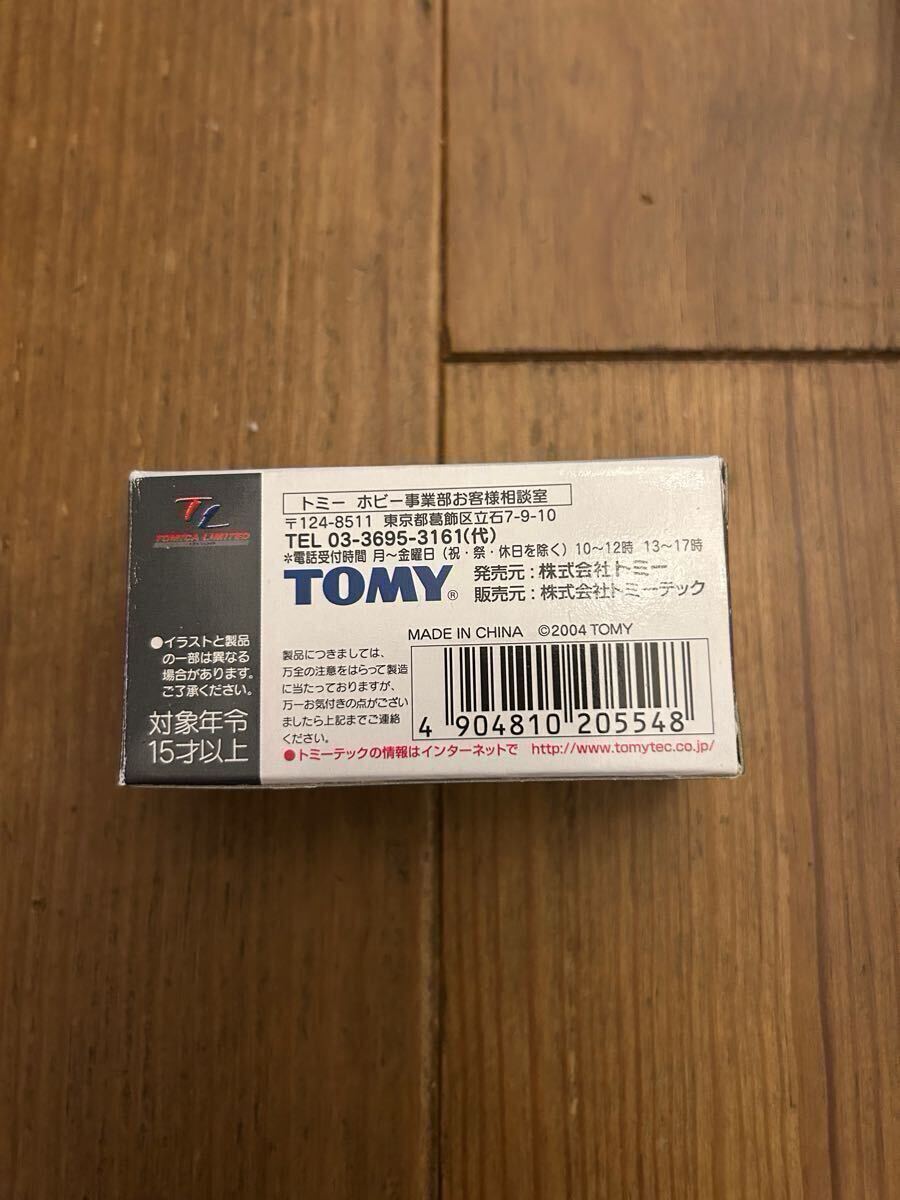 TL
TOMICA LIMITED
●イラストと製品
の一部は異なる
場合があります。
ご了承ください。
対象年令
15才以上
トミー ホビー事業部お客様相談室
〒124-8511 東京都葛飾区立石7-9-10
TEL 03-3695-3161(代)
*電話受付時間 月〜金曜日（祝・祭・休日を除く）10〜12時 13〜17時
TOMY®
発売元：株式会社トミー
販売元：株式会社トミーテック
MADE IN CHINA ©2004 TOMY
製品につきましては、
万全の注意をはらって製造
に当たっておりますが、
万一お気付きの点がござい
ましたら上記までご連絡
ください。
4 904810 205548
●トミーテックの情報はインターネットで http://www.tomytec.co.jp/